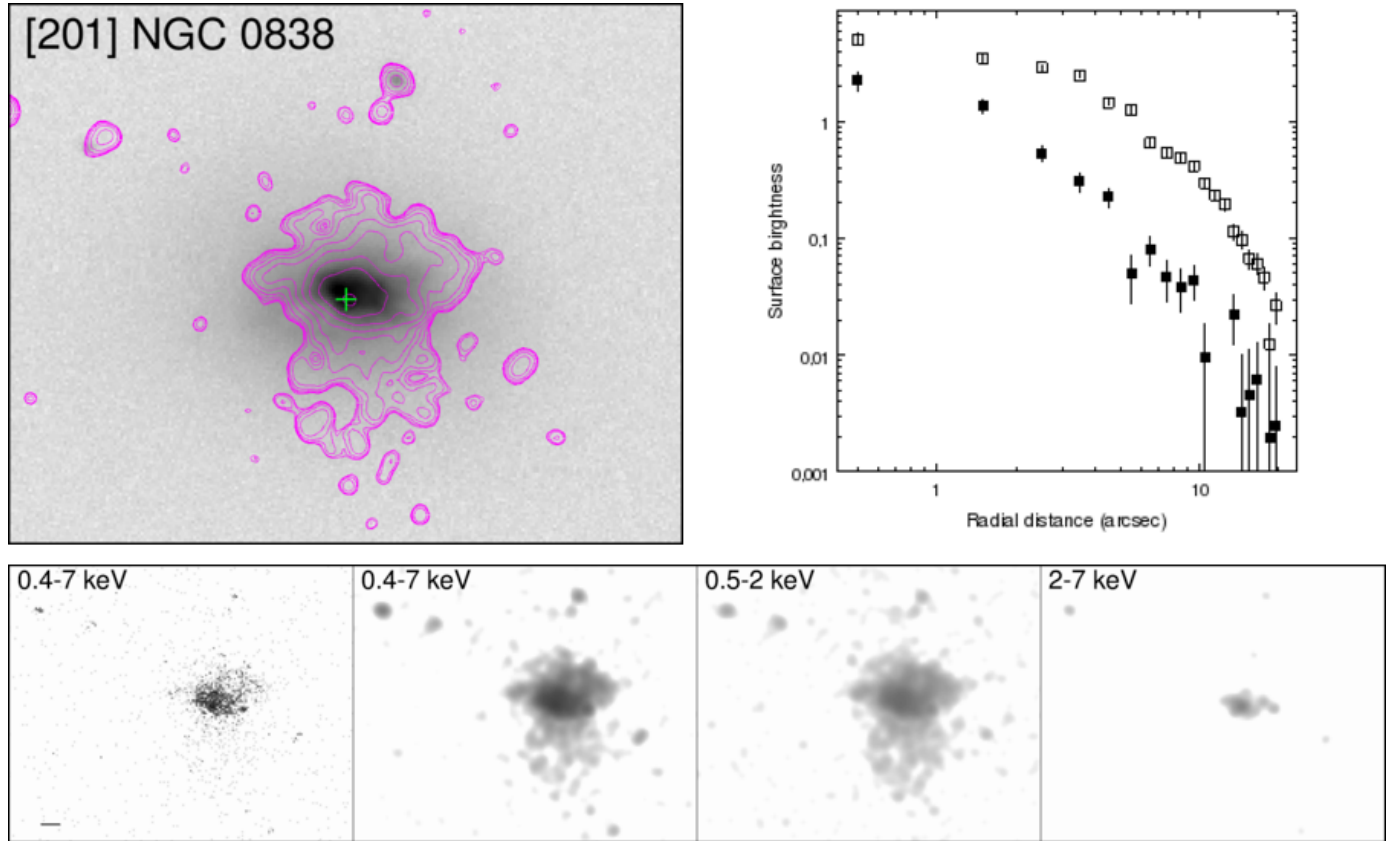 [201] NGC 0838
Surface birghtness
1
0,1
0,01
0,001
1
10
Radial distance (arcsec)
0.4-7 keV
0.4-7 keV
0.5-2 keV
2-7 keV